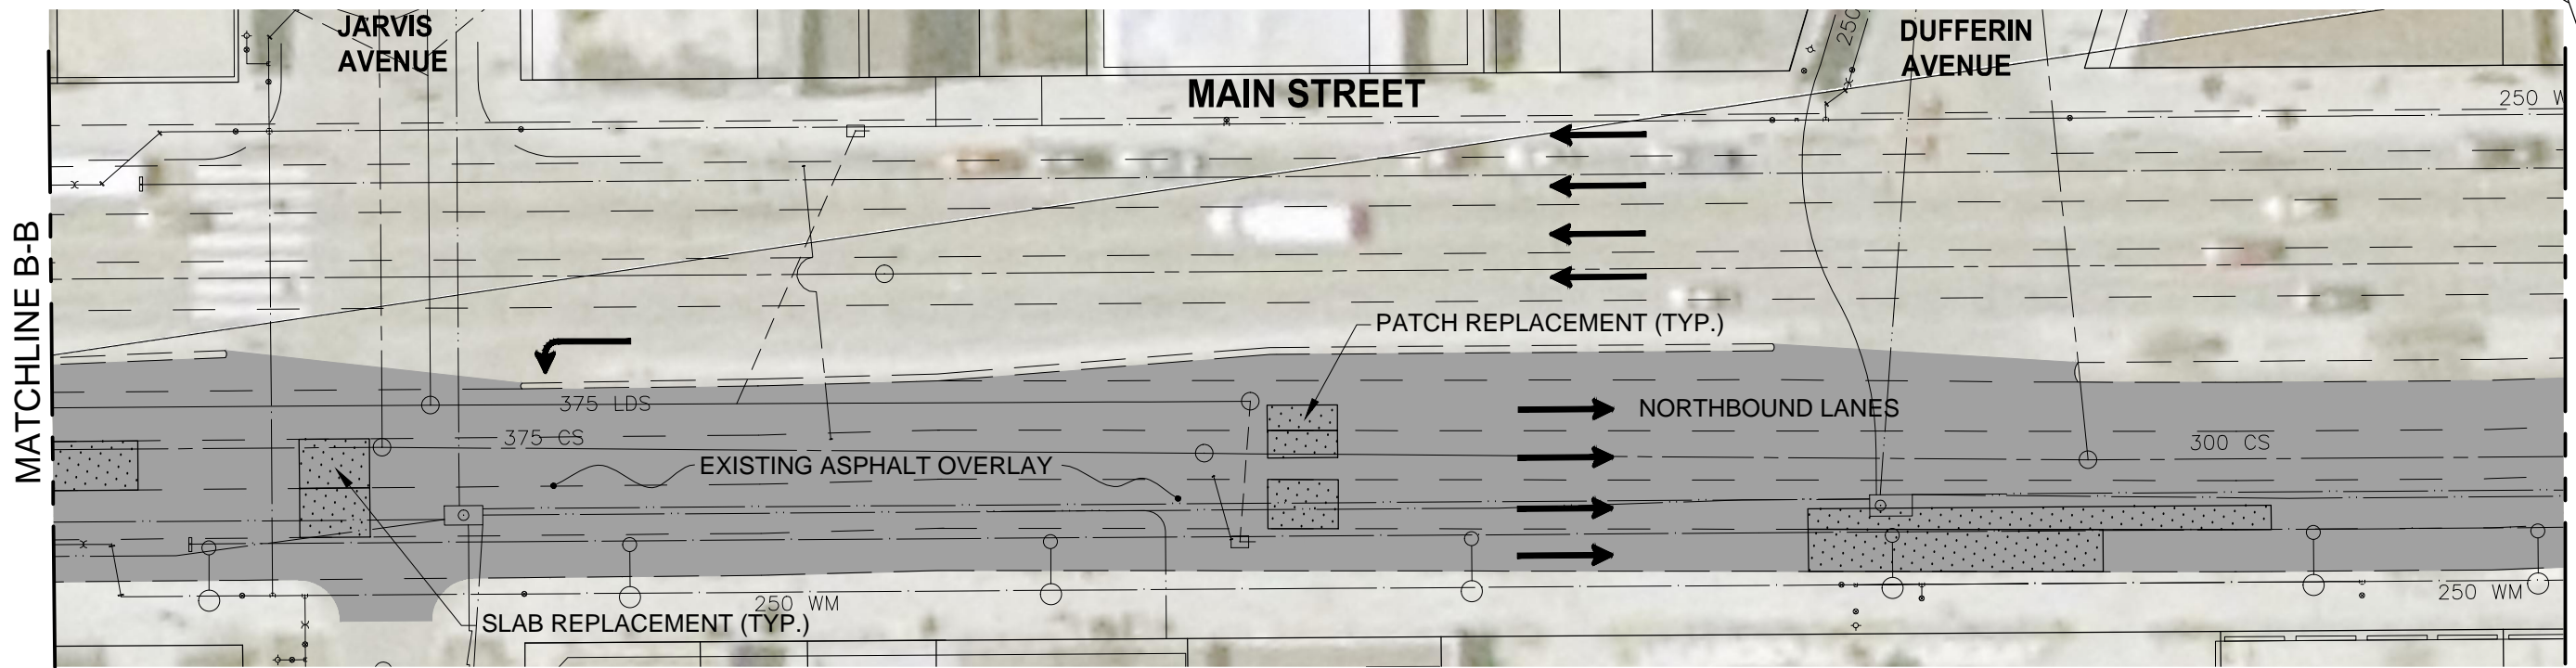 JARVIS
AVENUE
250
DUFFERIN
AVENUE
MAIN STREET
250 W
MATCHLINE B-B
PATCH REPLACEMENT (TYP.)
375 LDS
NORTHBOUND LANES
375 CS
300 CS
EXISTING ASPHALT OVERLAY
250 WM
250 WM
SLAB REPLACEMENT (TYP.)